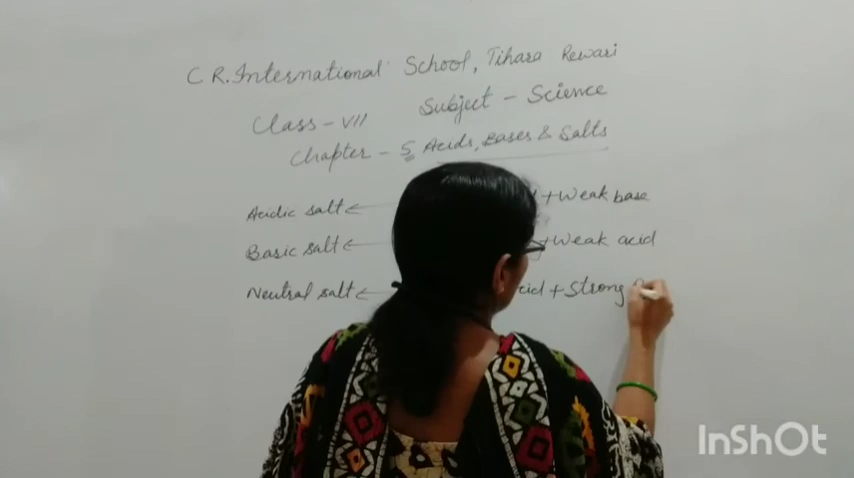 C R. International School, Tihara Rewari
Class - VII Subject - Science
Chapter - 5 Acids, Bases & Salts
Acidic salt ← + Weak base
Basic salt ← + Weak acid
Neutral salt ← cid + Strong
InShOt